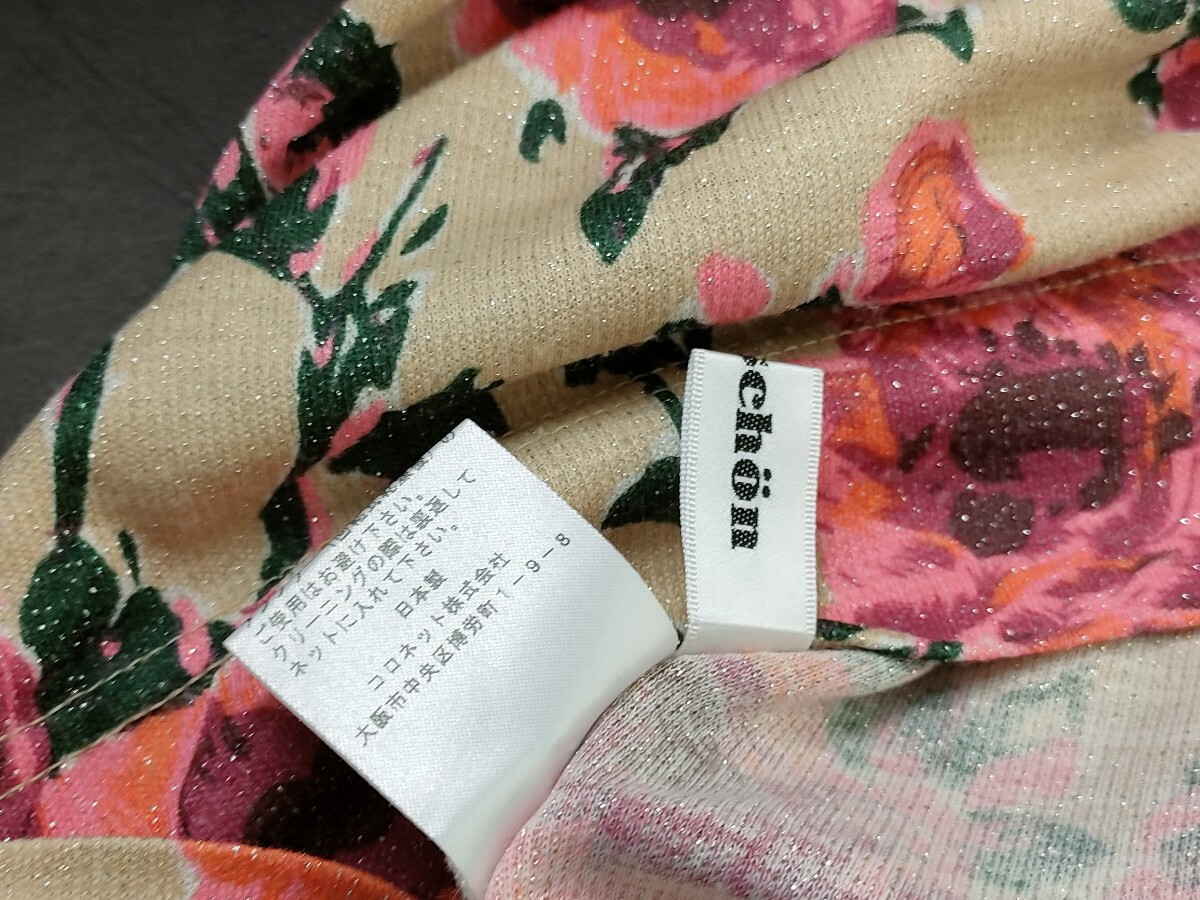 ご使用はお避け下さい。
クリーニングの際は裏返して
ネットに入れて下さい。
日本製
ココネット株式会社
大阪市中央区博労町1-9-8
schön